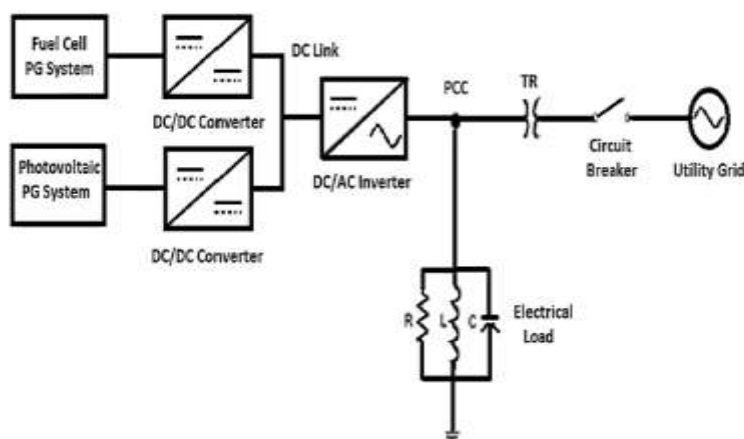 Fuel Cell
PG System
DC/DC Converter
DC Link
Photovoltaic
PG System
DC/DC Converter
DC/AC Inverter
PCC
TR
Circuit
Breaker
Utility Grid
R
L
C
Electrical
Load